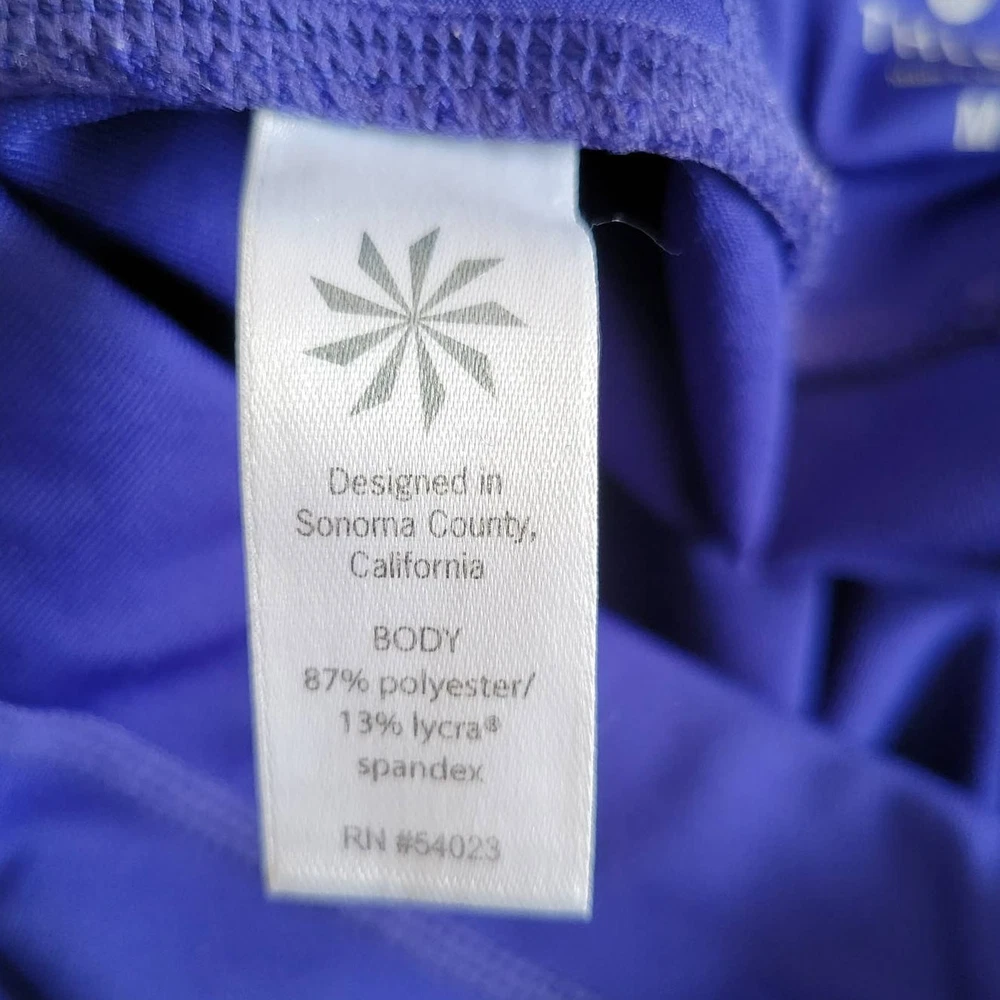 M
Designed in
Sonoma County,
California
BODY
87% polyester/
13% lycra®
spandex
RN #54023